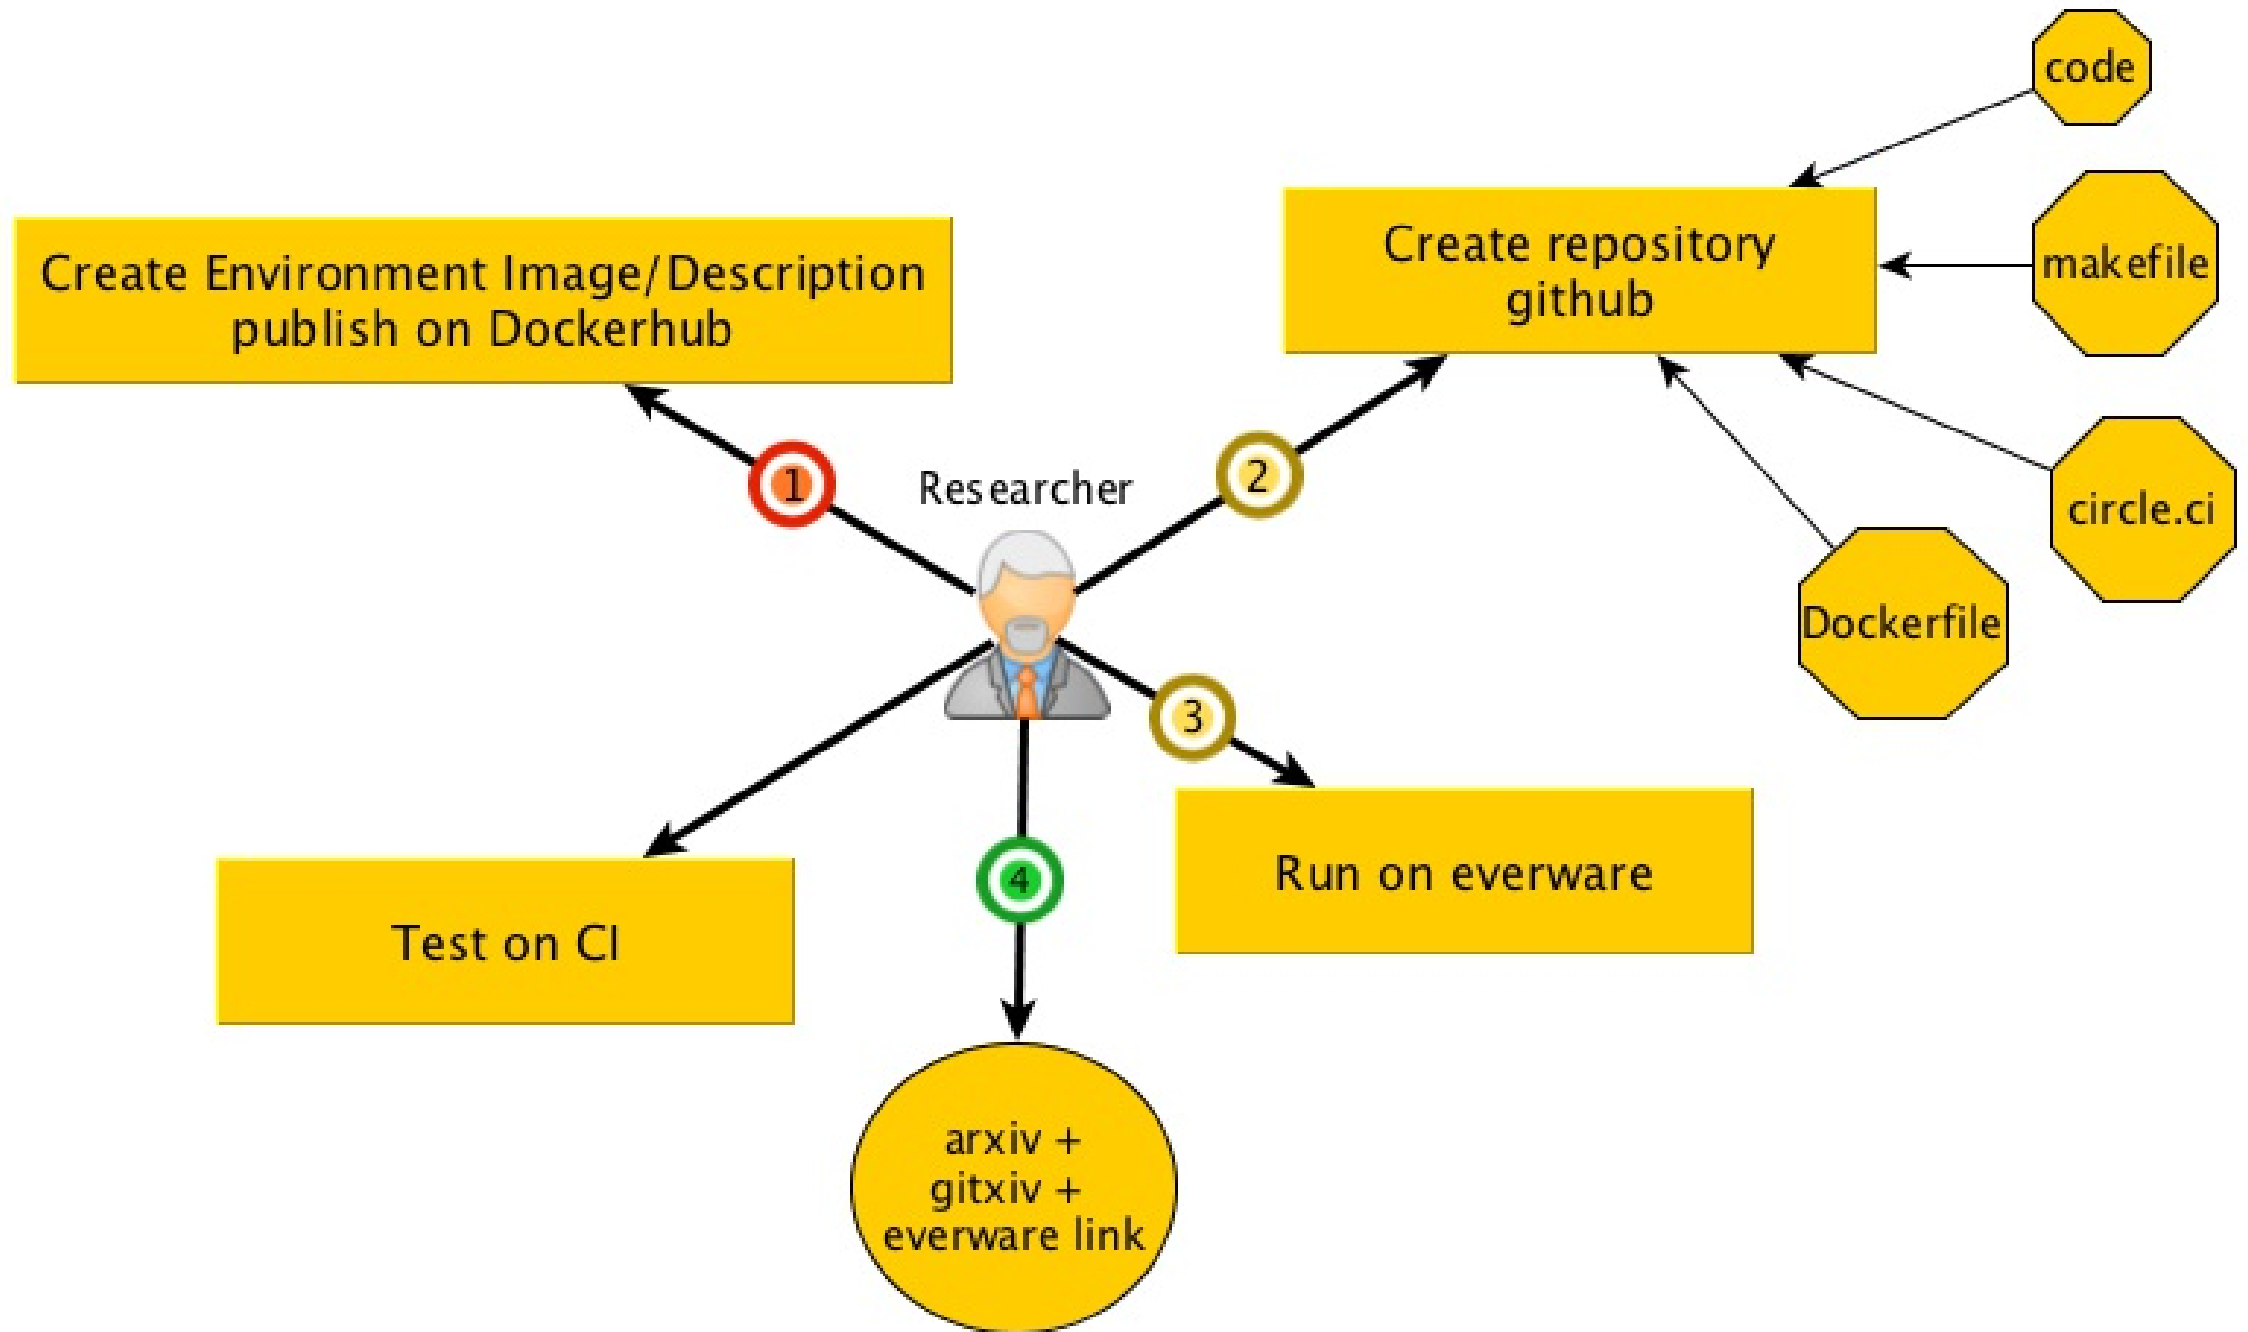 code
Create repository
github
makefile
Create Environment Image/Description
publish on Dockerhub
1
Researcher
2
circle.ci
Dockerfile
3
Run on everware
4
Test on CI
arxiv +
gitxiv +
everware link